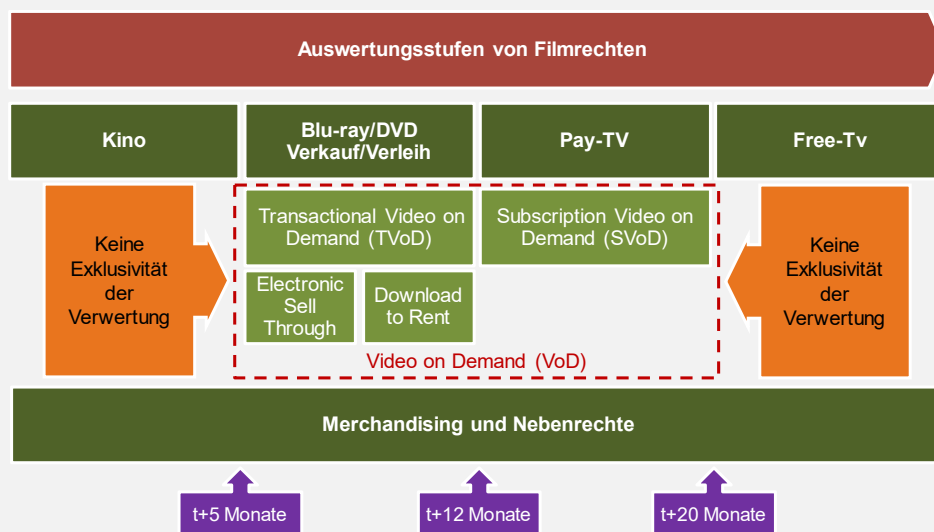 Auswertungsstufen von Filmrechten
Kino
Blu-ray/DVD
Verkauf/Verleih
Pay-TV
Free-Tv
Keine
Exklusivität
der
Verwertung
Transactional Video on
Demand (TVoD)
Subscription Video on
Demand (SVoD)
Electronic
Sell
Through
Download
to Rent
Video on Demand (VoD)
Keine
Exklusivität
der
Verwertung
Merchandising und Nebenrechte
t+5 Monate
t+12 Monate
t+20 Monate